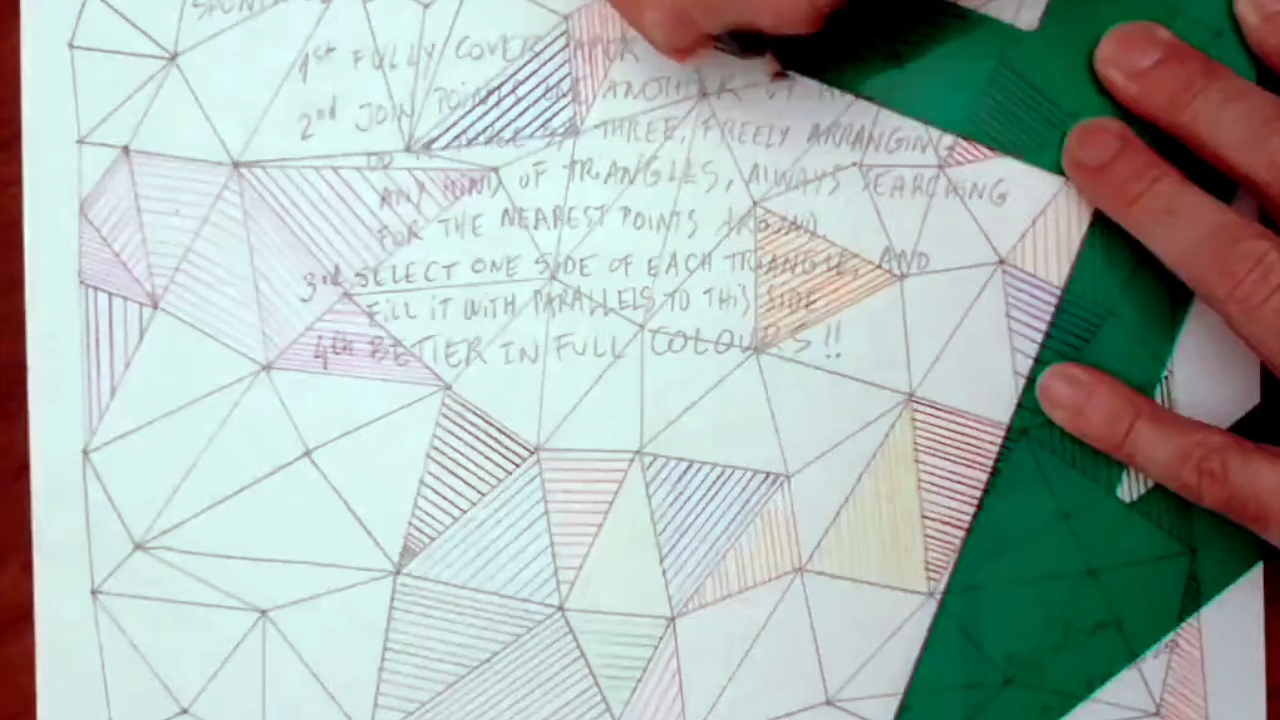 1st FULLY COVER
2nd JOIN POINTS ONE ANOTHER BY
THREE, FREELY ARRANGING
ANY KIND OF TRIANGLES, ALWAYS SEARCHING
FOR THE NEAREST POINTS AROUND, AND
3rd SELECT ONE SIDE OF EACH TRIANGLE, AND
FILL IT WITH PARALLELS TO THIS SIDE
4th BETTER IN FULL COLOURS!!